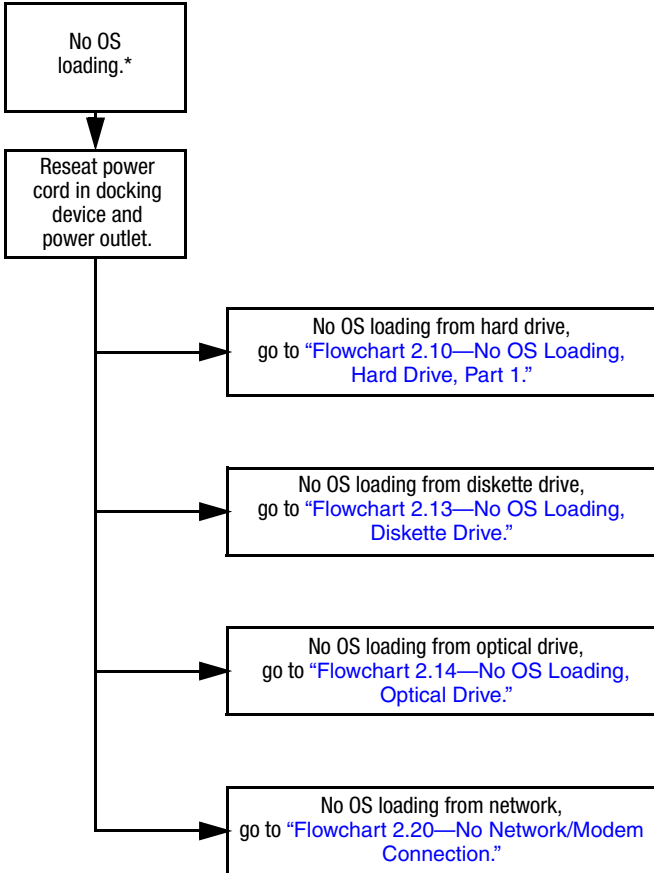 No OS
loading.*
Reseat power
cord in docking
device and
power outlet.
No OS loading from hard drive,
go to “Flowchart 2.10—No OS Loading,
Hard Drive, Part 1.”
No OS loading from diskette drive,
go to “Flowchart 2.13—No OS Loading,
Diskette Drive.”
No OS loading from optical drive,
go to “Flowchart 2.14—No OS Loading,
Optical Drive.”
No OS loading from network,
go to “Flowchart 2.20—No Network/Modem
Connection.”